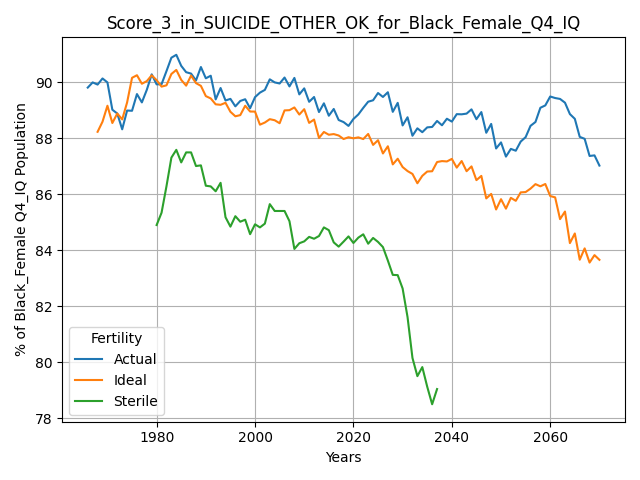 Score_3_in_SUICIDE_OTHER_OK_for_Black_Female_Q4_IQ
% of Black_Female Q4_IQ Population
90
88
86
84
82
80
78
Fertility
Actual
Ideal
Sterile
1980
2000
2020
2040
2060
Years